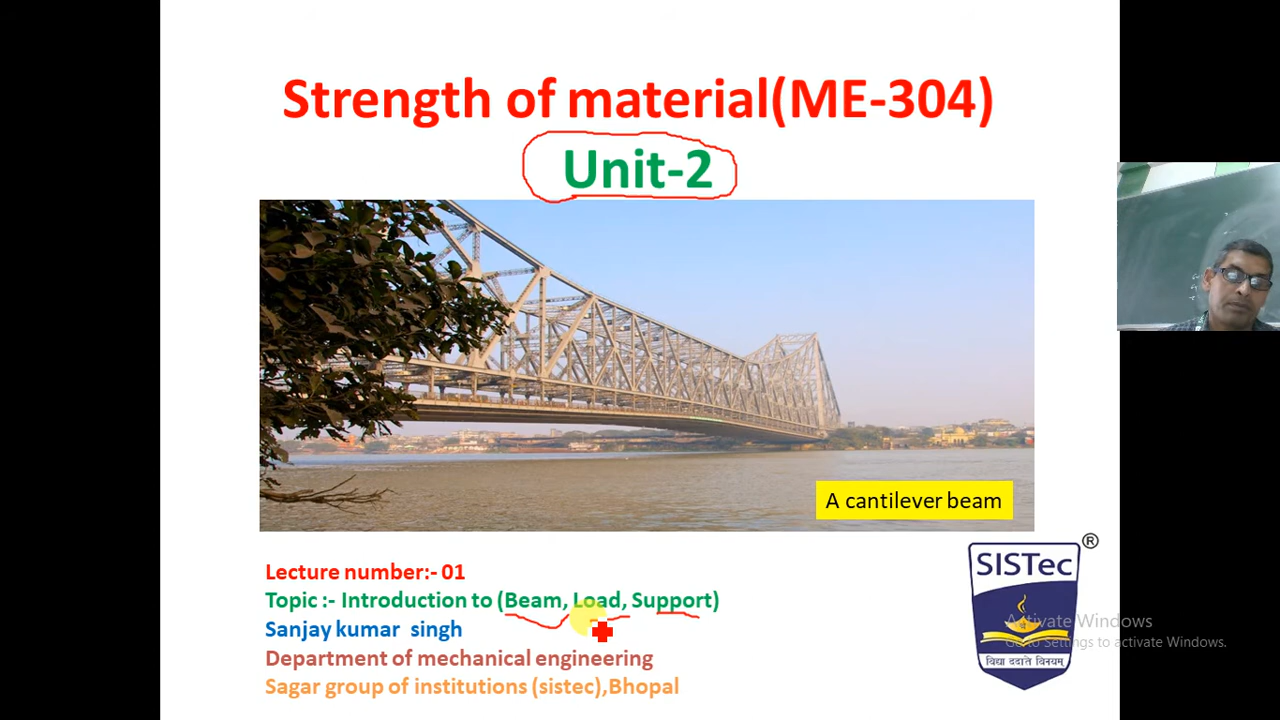 Strength of material(ME-304)
Unit-2
A cantilever beam
Lecture number:- 01
Topic :- Introduction to (Beam, Load, Support)
Sanjay kumar singh
Department of mechanical engineering
Sagar group of institutions (sistec),Bhopal
®
SISTec
विद्या ददाते विनयम्
Activate Windows
Go to Settings to activate Windows.